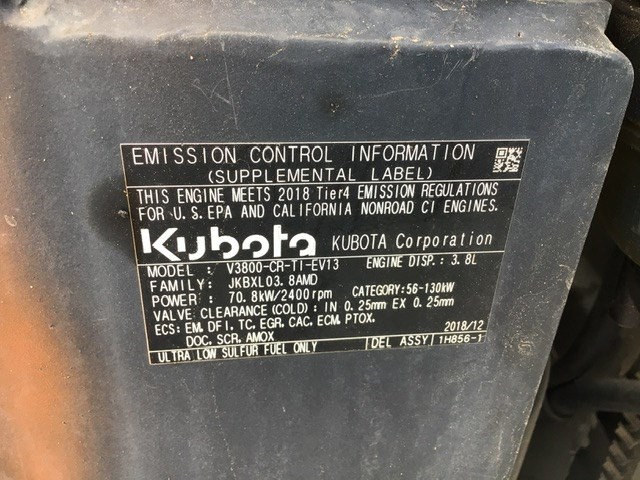 EMISSION CONTROL INFORMATION
(SUPPLEMENTAL LABEL)
THIS ENGINE MEETS 2018 Tier4 EMISSION REGULATIONS
FOR U.S. EPA AND CALIFORNIA NONROAD CI ENGINES.
Kubota KUBOTA Corporation
MODEL : V3800-CR-TI-EV13 ENGINE DISP.: 3.8L
FAMILY: JKBXL03.8AMD
POWER : 70.8kW/2400rpm CATEGORY:56-130kW
VALVE CLEARANCE (COLD) : IN 0.25mm EX 0.25mm
ECS: EM, DFI, TC, EGR, CAC, ECM, PTOX,
DOC, SCR, AMOX 2018/12
ULTRA LOW SULFUR FUEL ONLY DEL ASSY 1H856-1